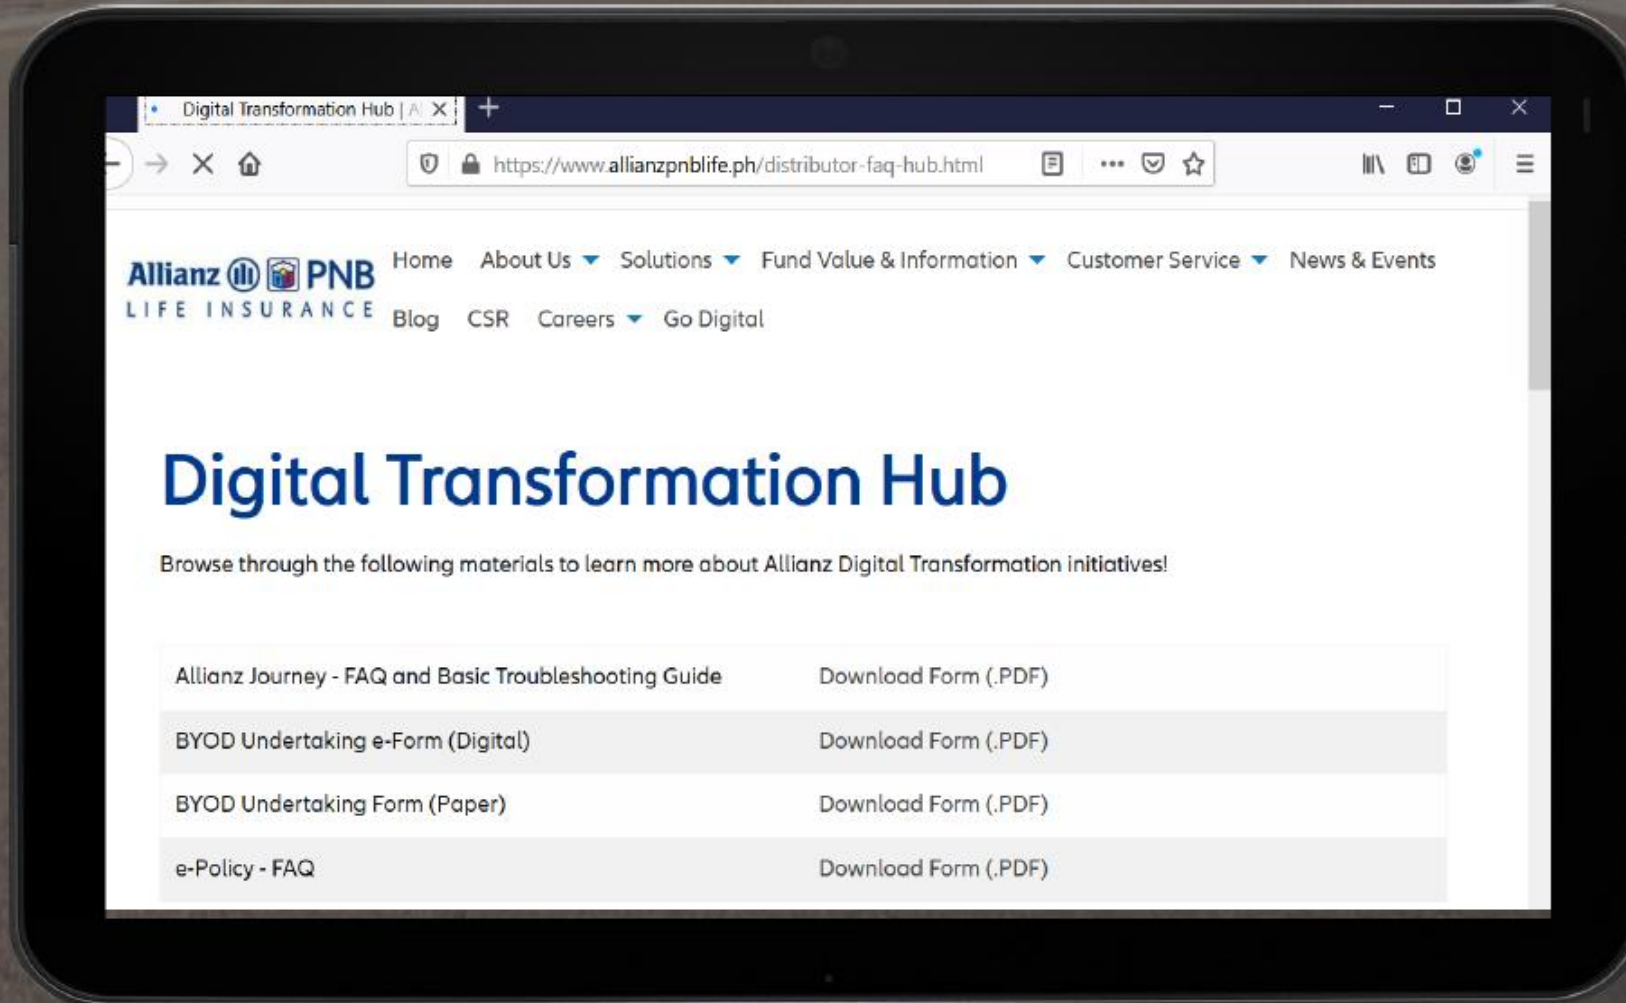 Digital Transformation Hub | Al
https://www.allianzpnblife.ph/distributor-faq-hub.html
Allianz PNB
LIFE INSURANCE
Home About Us Solutions Fund Value & Information Customer Service News & Events
Blog CSR Careers Go Digital
Digital Transformation Hub
Browse through the following materials to learn more about Allianz Digital Transformation initiatives!
Allianz Journey - FAQ and Basic Troubleshooting Guide Download Form (.PDF)
BYOD Undertaking e-Form (Digital) Download Form (.PDF)
BYOD Undertaking Form (Paper) Download Form (.PDF)
e-Policy - FAQ Download Form (.PDF)